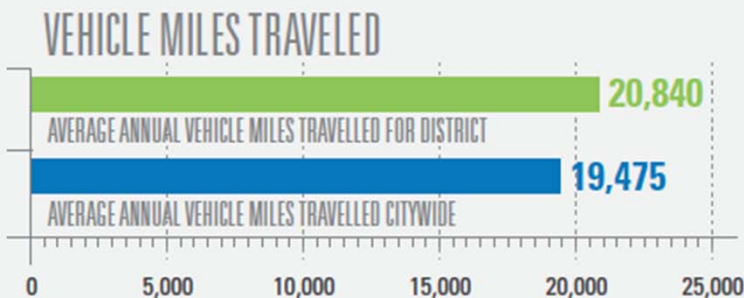 VEHICLE MILES TRAVELED
20,840
AVERAGE ANNUAL VEHICLE MILES TRAVELLED FOR DISTRICT
19,475
AVERAGE ANNUAL VEHICLE MILES TRAVELLED CITYWIDE
0 5,000 10,000 15,000 20,000 25,000